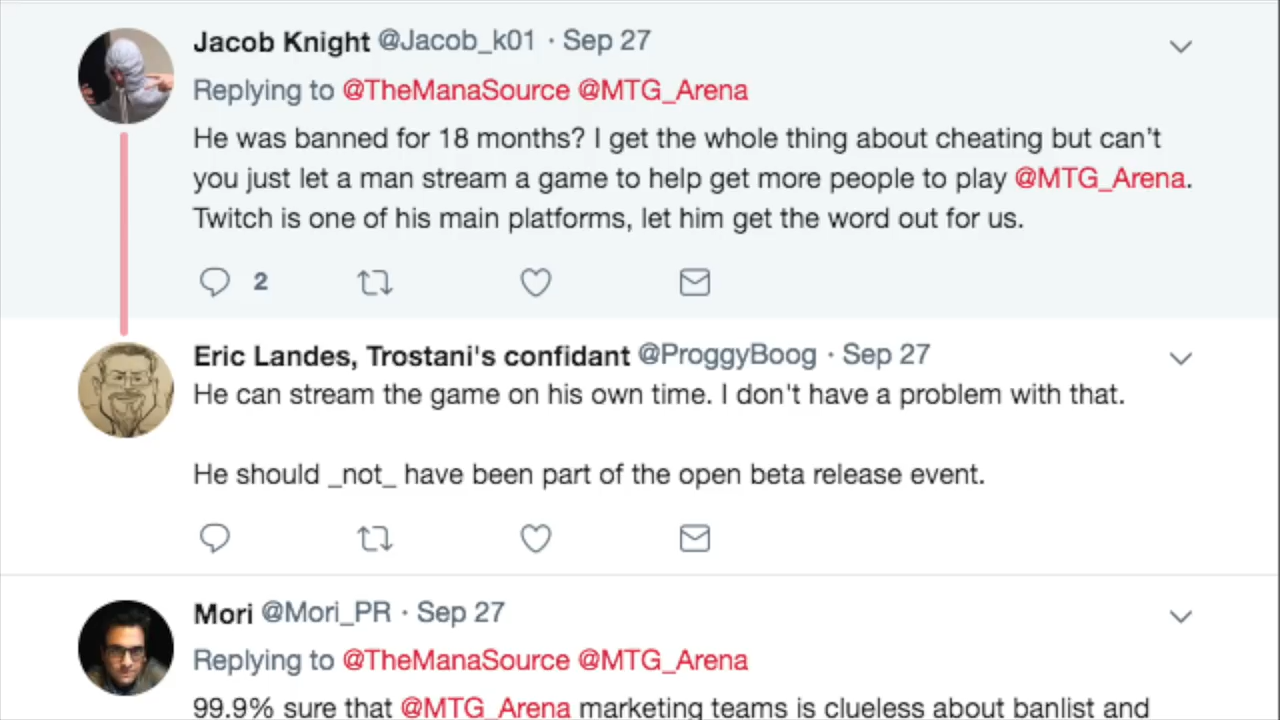 Jacob Knight @Jacob_k01 · Sep 27
Replying to @TheManaSource @MTG_Arena
He was banned for 18 months? I get the whole thing about cheating but can't
you just let a man stream a game to help get more people to play @MTG_Arena.
Twitch is one of his main platforms, let him get the word out for us.
2
Eric Landes, Trostani's confidant @ProggyBoog · Sep 27
He can stream the game on his own time. I don't have a problem with that.
He should _not_ have been part of the open beta release event.
Mori @Mori_PR · Sep 27
Replying to @TheManaSource @MTG_Arena
99.9% sure that @MTG_Arena marketing teams is clueless about banlist and